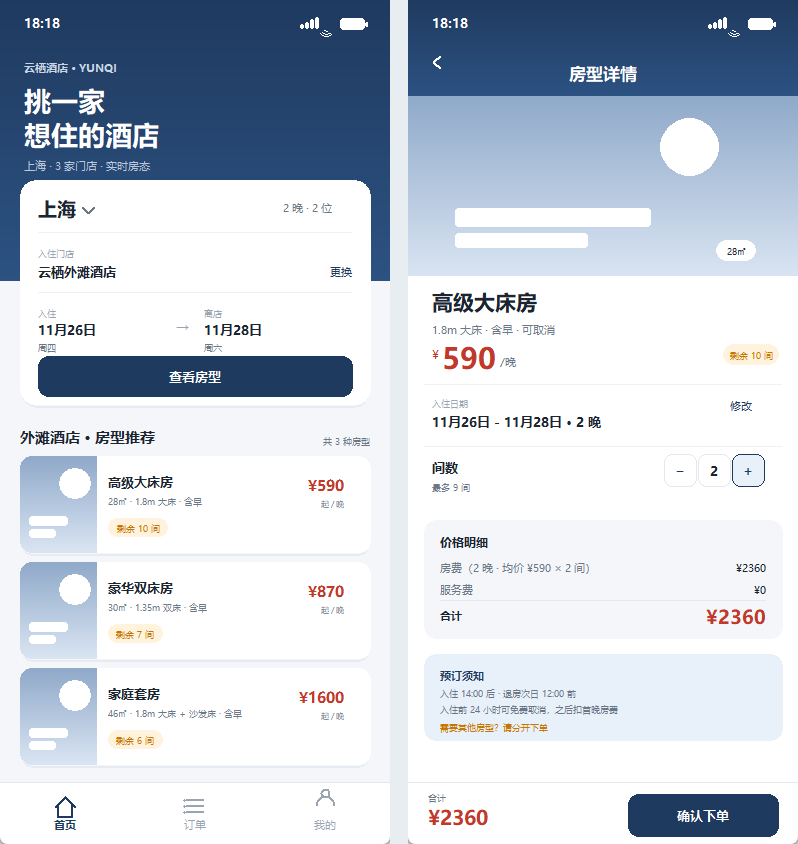 18:18
云栖酒店 • YUNQI
挑一家
想住的酒店
上海 · 3 家门店 · 实时房态
上海
2 晚 · 2 位
入住门店
云栖外滩酒店
更换
入住
离店
11月26日
→
11月28日
周四
周六
查看房型
外滩酒店 • 房型推荐
共 3 种房型
高级大床房
¥590
28㎡ · 1.8m 大床 · 含早
起 / 晚
剩余 10 间
豪华双床房
¥870
30㎡ · 1.35m 双床 · 含早
起 / 晚
剩余 7 间
家庭套房
¥1600
46㎡ · 1.8m 大床 + 沙发床 · 含早
起 / 晚
剩余 6 间
首页
订单
我的
18:18
房型详情
28㎡
高级大床房
1.8m 大床 · 含早 · 可取消
¥ 590 /晚
剩余 10 间
入住日期
修改
11月26日 - 11月28日 • 2 晚
间数
最多 9 间
− 2 +
价格明细
房费（2 晚 · 均价 ¥590 × 2 间）
¥2360
服务费
¥0
合计
¥2360
预订须知
入住 14:00 后 · 退房次日 12:00 前
入住前 24 小时可免费取消，之后扣首晚房费
需要其他房型？请分开下单
合计
¥2360
确认下单